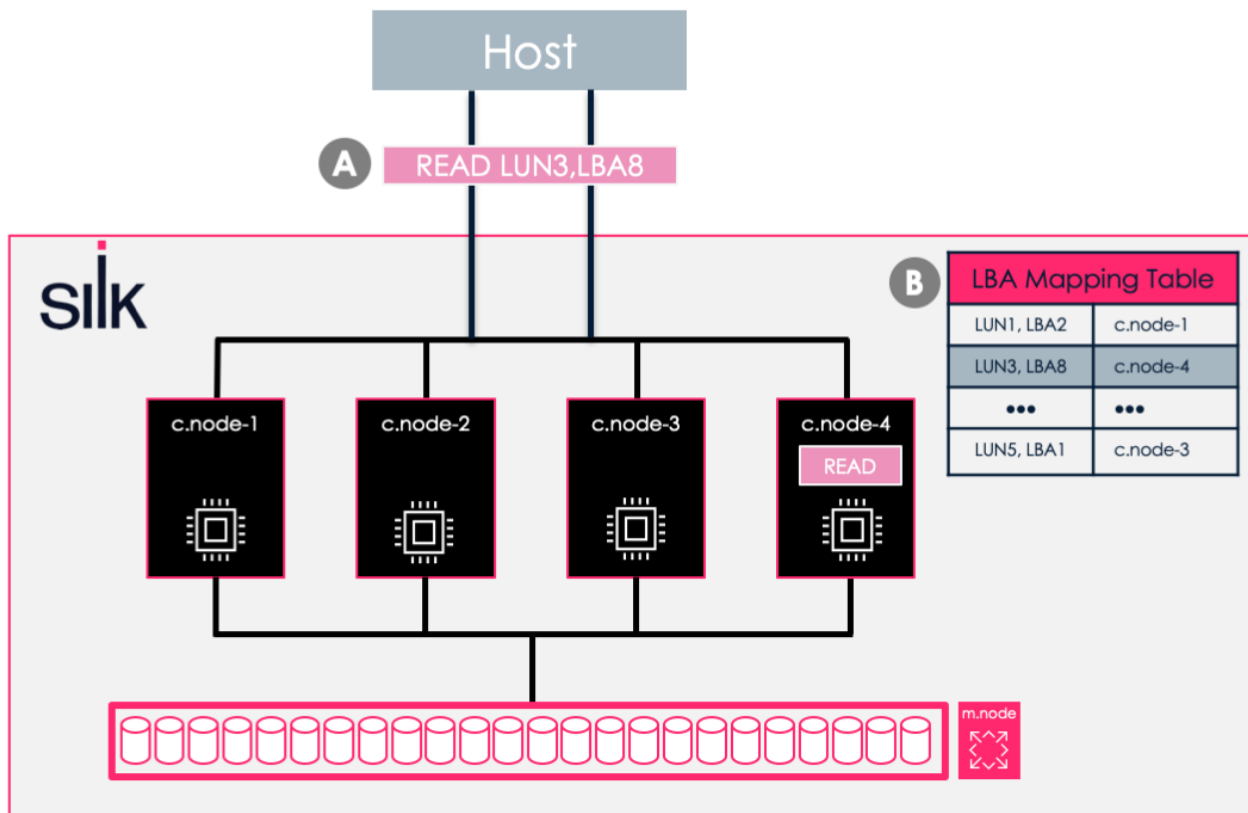 Host
A
READ LUN3,LBA8
silk
B
LBA Mapping Table
LUN1, LBA2 c.node-1
LUN3, LBA8 c.node-4
••• •••
LUN5, LBA1 c.node-3
c.node-1
c.node-2
c.node-3
c.node-4
READ
m.node